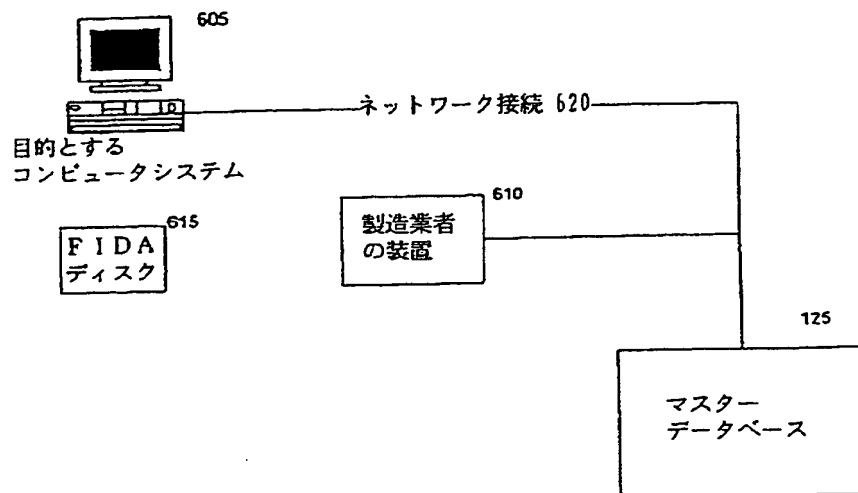 605
ネットワーク接続 620
目的とする
コンピュータシステム
615
FIDA
ディスク
610
製造業者
の装置
125
マスター
データベース